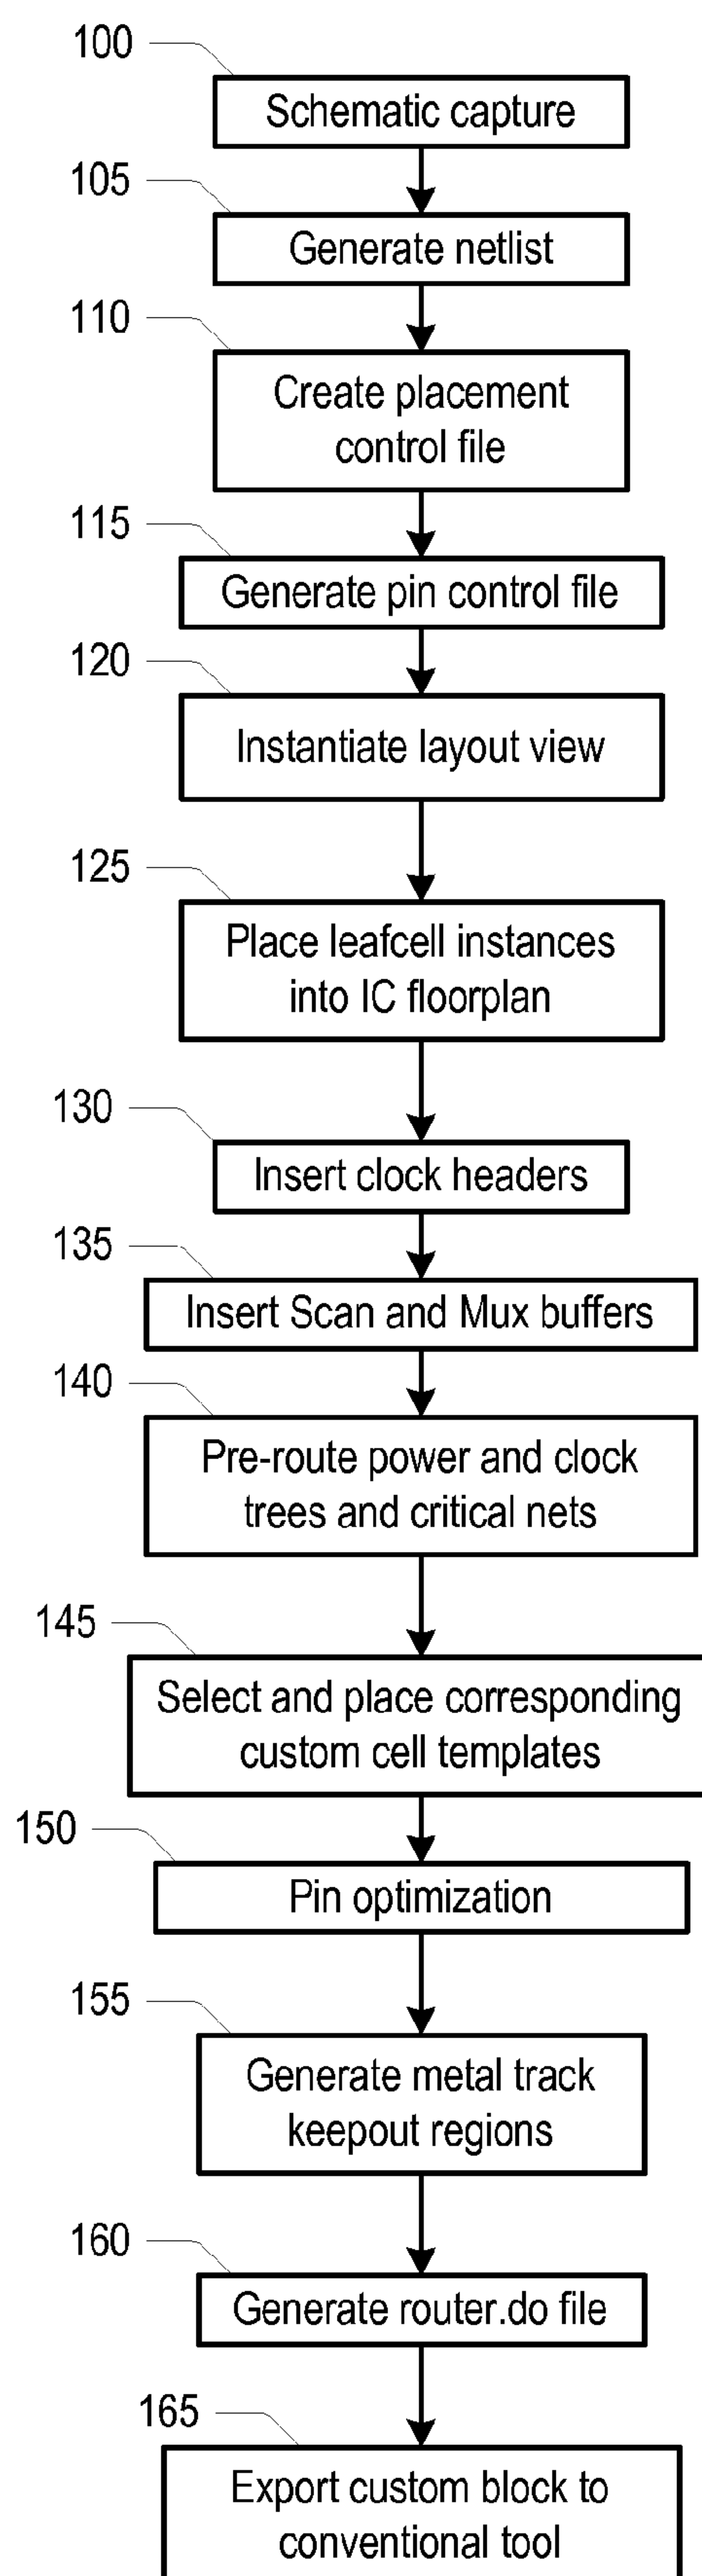 100
Schematic capture
105
Generate netlist
110
Create placement
control file
115
Generate pin control file
120
Instantiate layout view
125
Place leafcell instances
into IC floorplan
130
Insert clock headers
135
Insert Scan and Mux buffers
140
Pre-route power and clock
trees and critical nets
145
Select and place corresponding
custom cell templates
150
Pin optimization
155
Generate metal track
keepout regions
160
Generate router.do file
165
Export custom block to
conventional tool